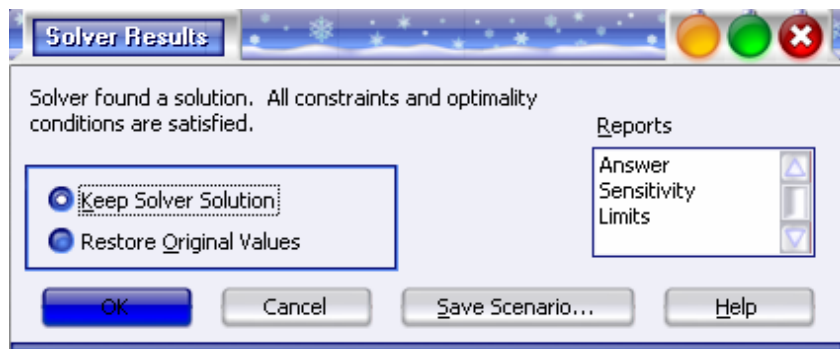 Solver Results
Solver found a solution.  All constraints and optimality
conditions are satisfied.
Reports
Answer
Sensitivity
Limits
Keep Solver Solution
Restore Original Values
OK
Cancel
Save Scenario...
Help